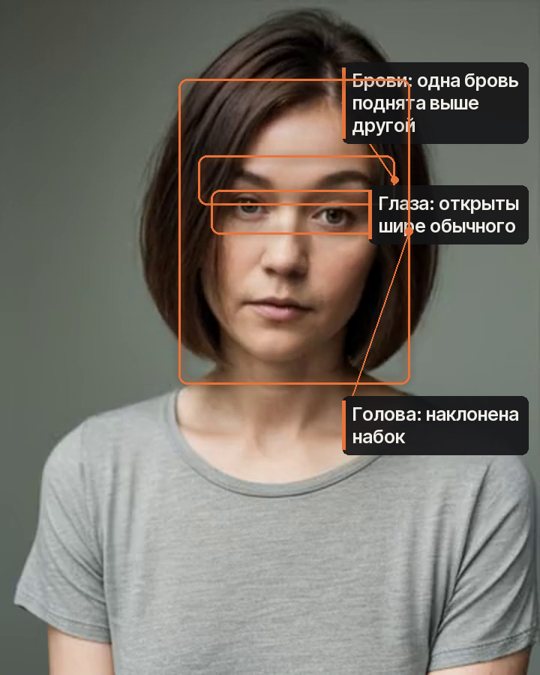 Брови: одна бровь
поднята выше
другой
Глаза: открыты
шире обычного
Голова: наклонена
набок